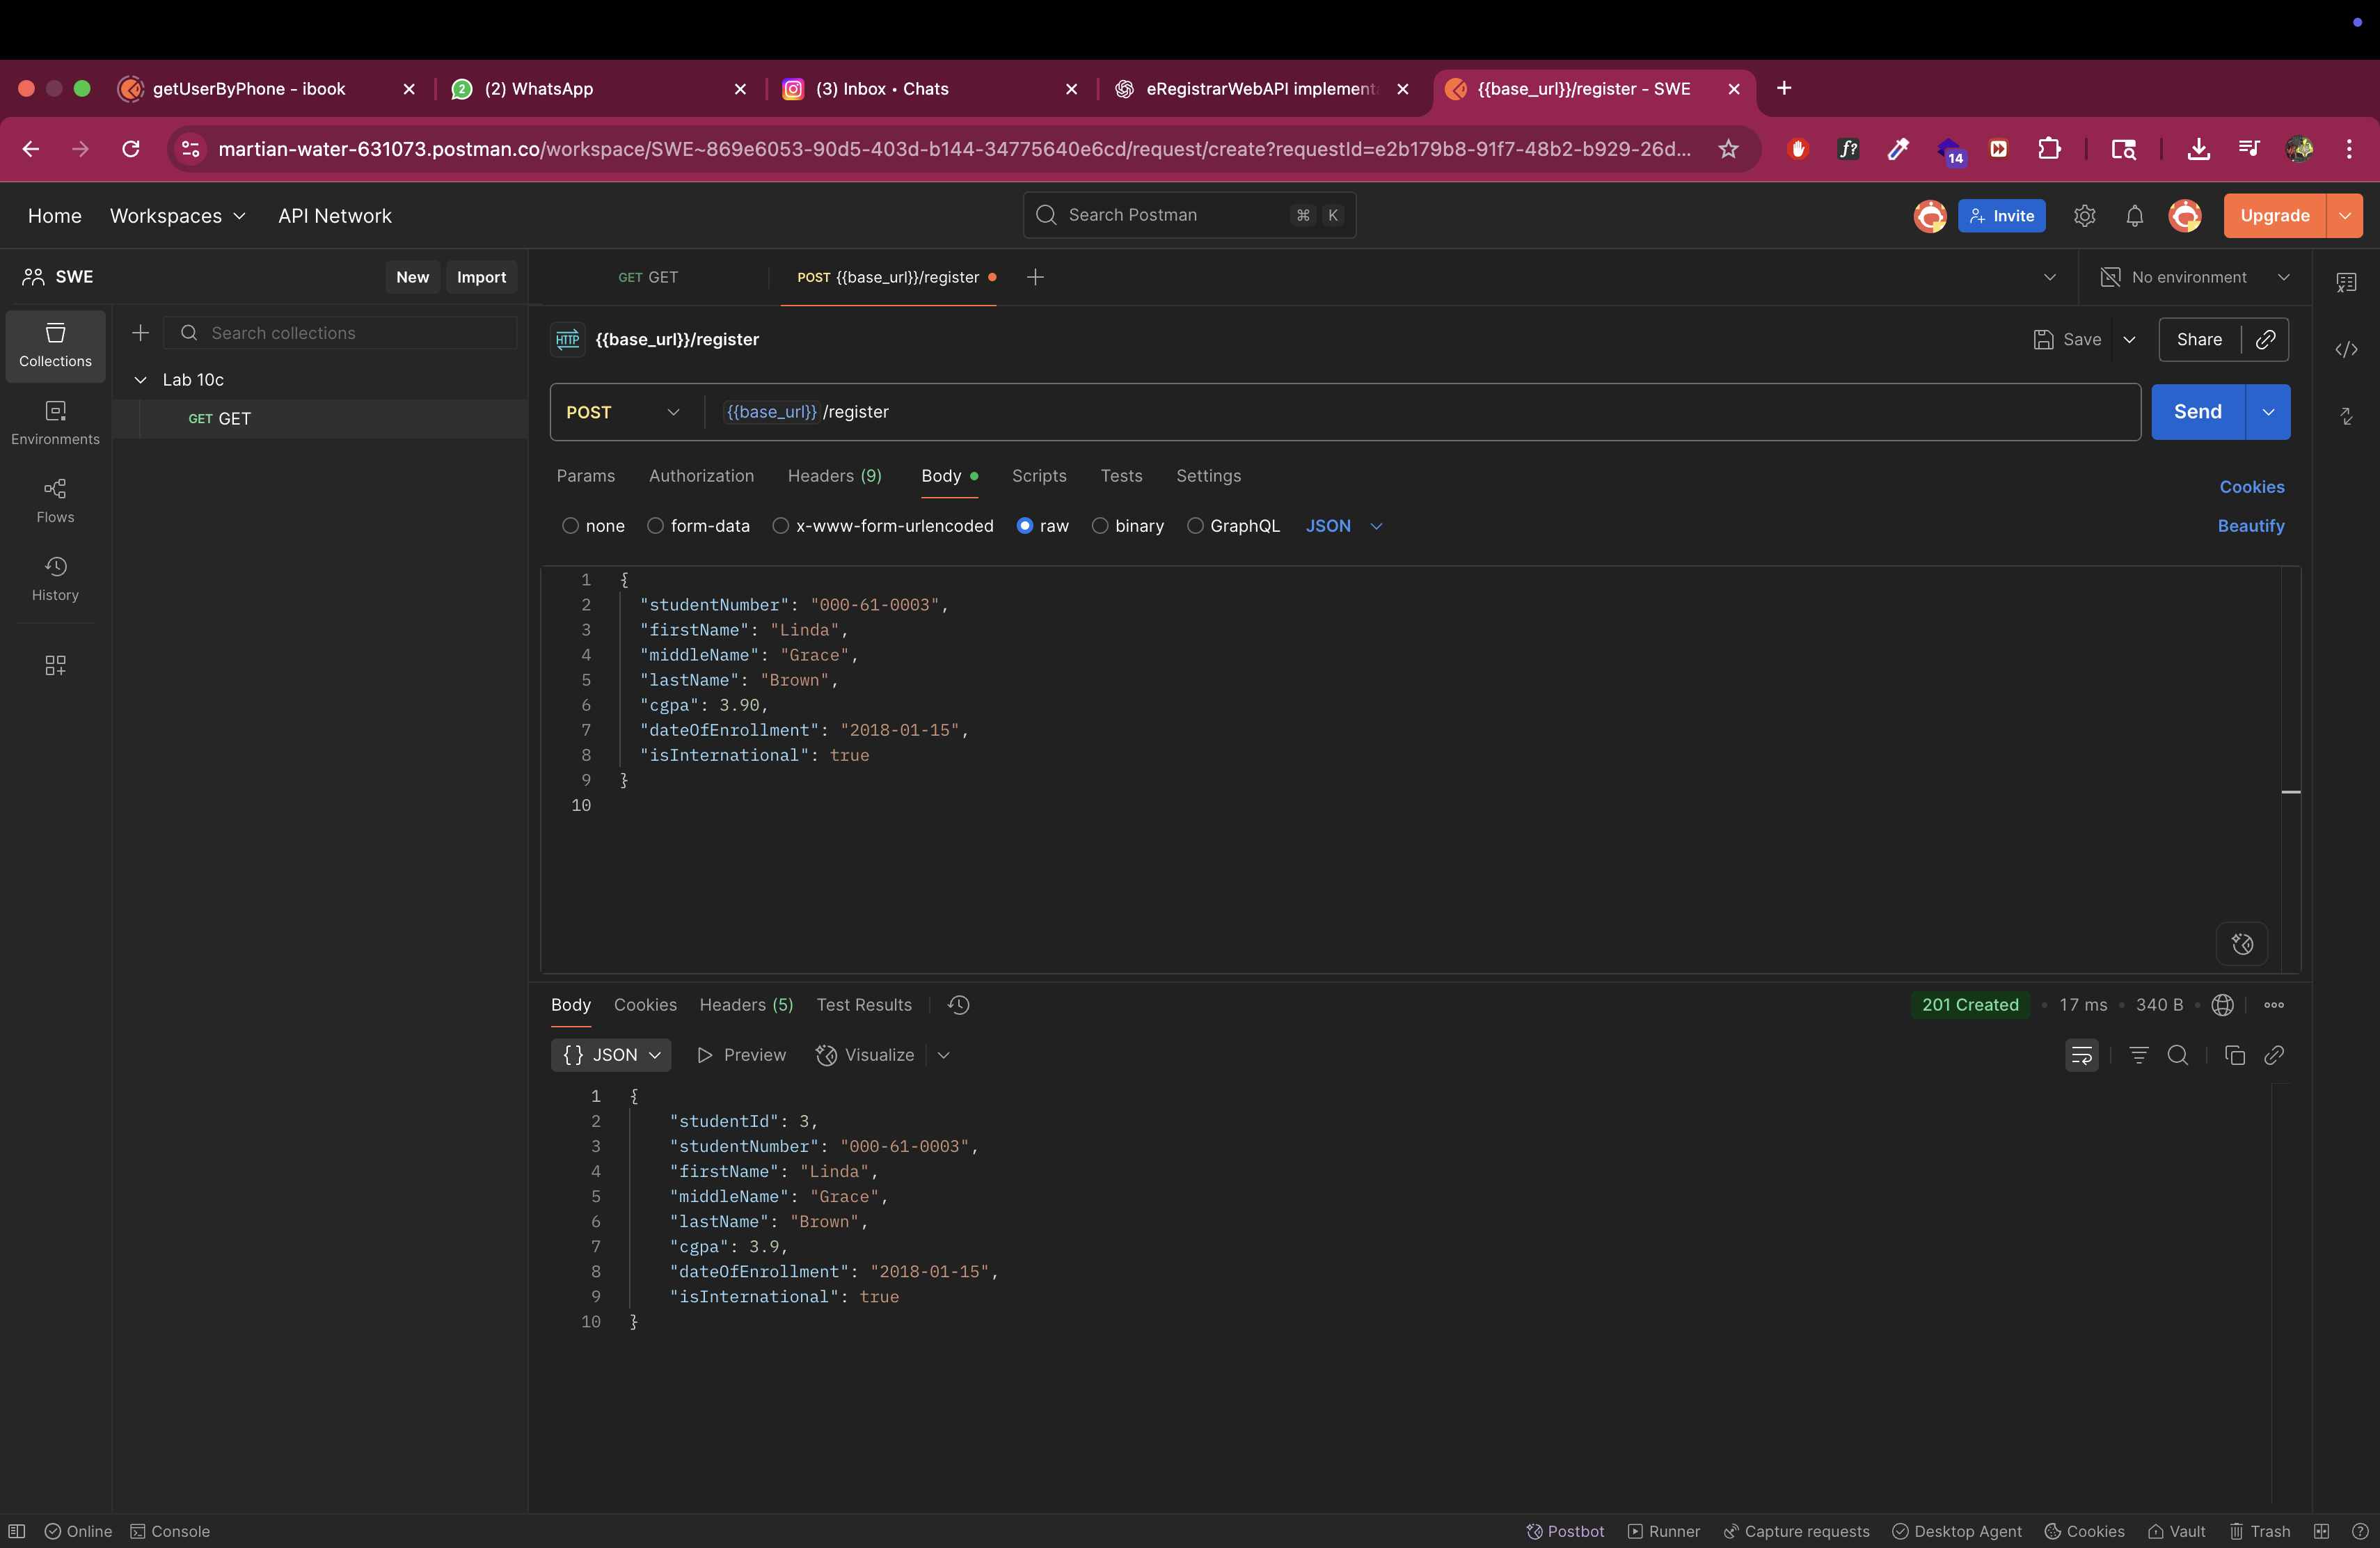 getUserByPhone - ibook
2
(2) WhatsApp
(3) Inbox • Chats
eRegistrarWebAPI implement
{{base_url}}/register - SWE
martian-water-631073.postman.co/workspace/SWE~869e6053-90d5-403d-b144-34775640e6cd/request/create?requestId=e2b179b8-91f7-48b2-b929-26d...
f?
14
Home
Workspaces
API Network
Search Postman
⌘ K
Invite
Upgrade
SWE
New
Import
GET GET
POST {{base_url}}/register
No environment
Collections
Environments
Flows
History
Search collections
Lab 10c
GET GET
HTTP
{{base_url}}/register
Save
Share
POST
{{base_url}} /register
Send
Params
Authorization
Headers (9)
Body
Scripts
Tests
Settings
Cookies
none
form-data
x-www-form-urlencoded
raw
binary
GraphQL
JSON
Beautify
1 {
2 "studentNumber": "000-61-0003",
3 "firstName": "Linda",
4 "middleName": "Grace",
5 "lastName": "Brown",
6 "cgpa": 3.90,
7 "dateOfEnrollment": "2018-01-15",
8 "isInternational": true
9 }
10
Body
Cookies
Headers (5)
Test Results
201 Created
17 ms
340 B
{} JSON
Preview
Visualize
1 {
2 "studentId": 3,
3 "studentNumber": "000-61-0003",
4 "firstName": "Linda",
5 "middleName": "Grace",
6 "lastName": "Brown",
7 "cgpa": 3.9,
8 "dateOfEnrollment": "2018-01-15",
9 "isInternational": true
10 }
Online
Console
Postbot
Runner
Capture requests
Desktop Agent
Cookies
Vault
Trash